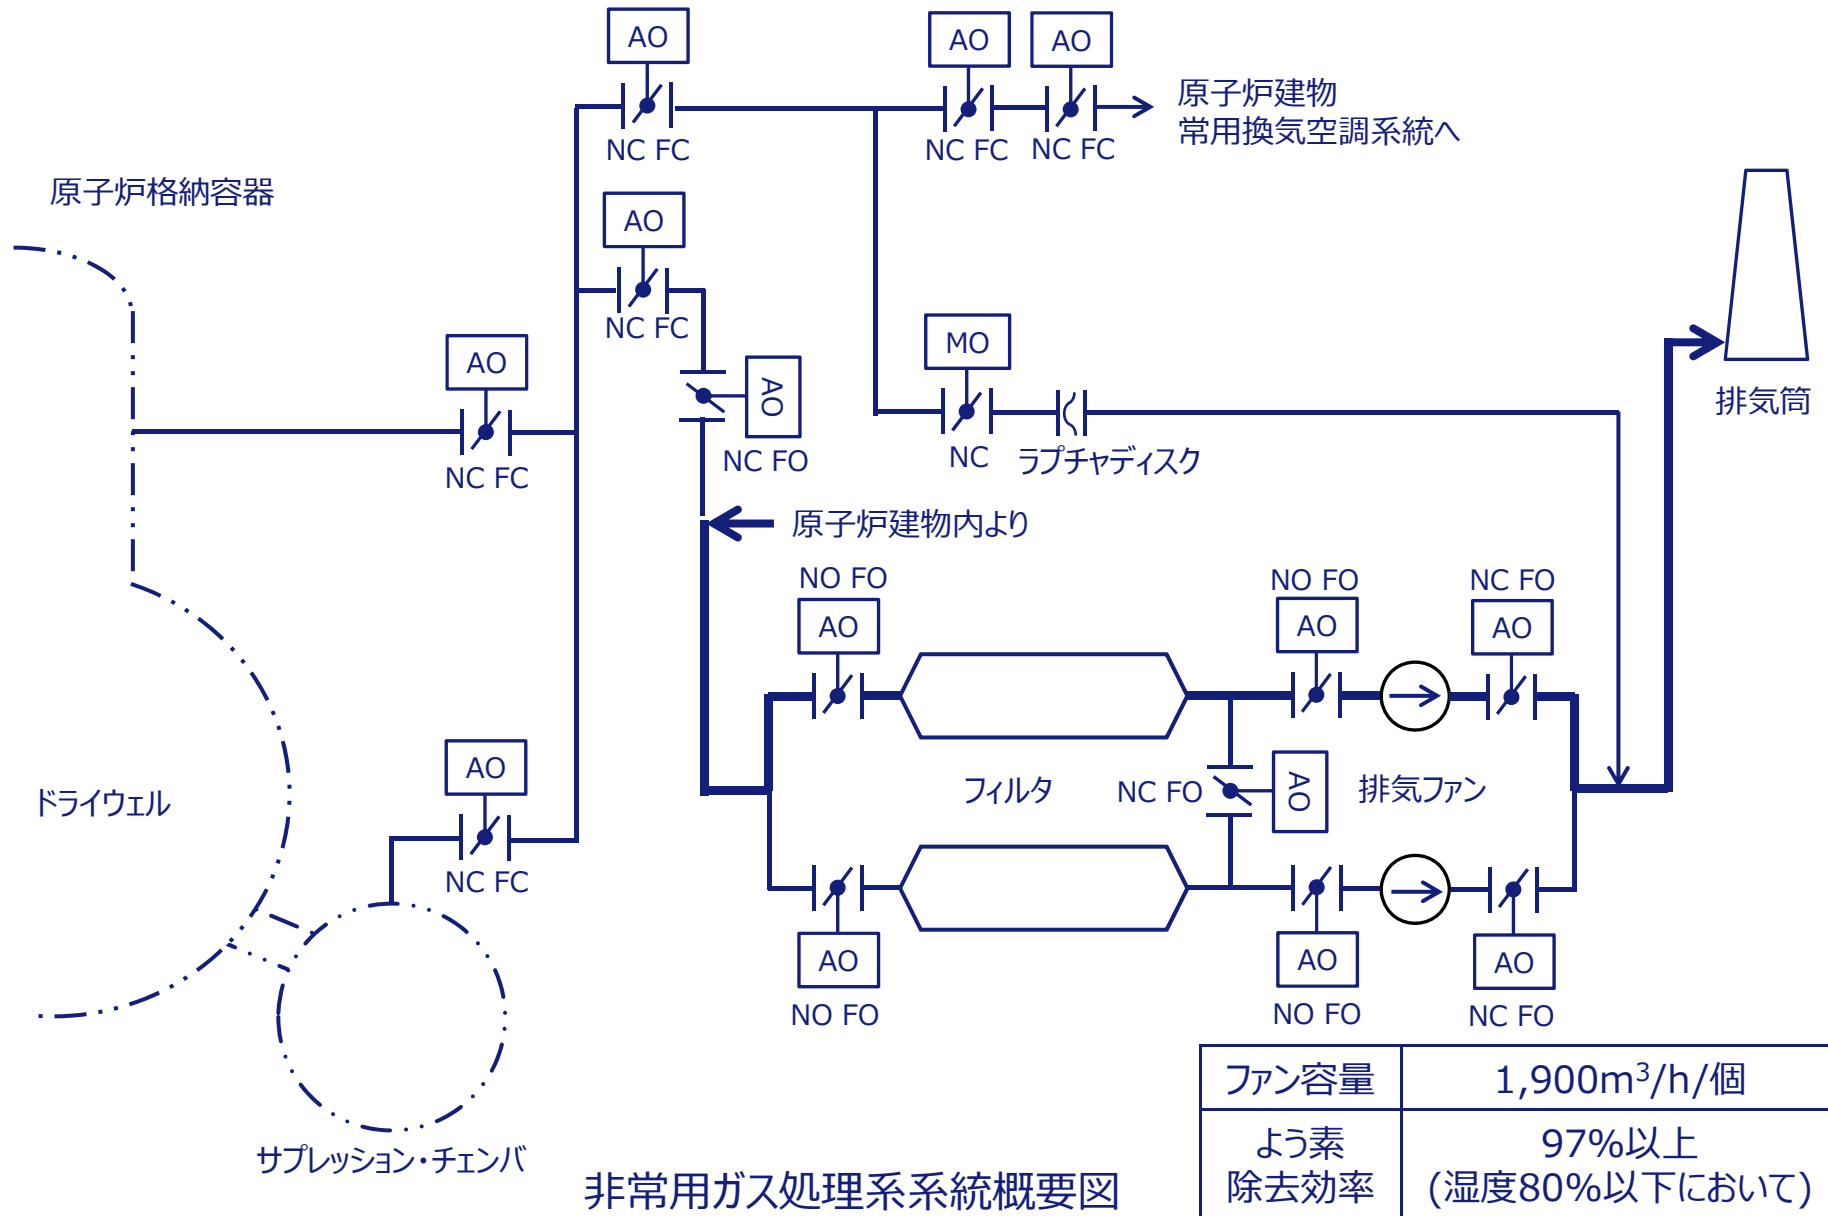 AO
AO
AO
原子炉建物
常用換気空調系統へ
NC FC
NC FC
NC FC
原子炉格納容器
AO
NC FC
AO
MO
AO
NC FC
NC FO
NC
ラプチャディスク
排気筒
原子炉建物内より
NO FO
NO FO
NC FO
AO
AO
AO
AO
ドライウェル
フィルタ
NC FO
AO
排気ファン
NC FC
AO
AO
AO
NO FO
NO FO
NC FO
サプレッション・チェンバ
ファン容量
1,900m³/h/個
よう素
除去効率
97%以上
(湿度80%以下において)
非常用ガス処理系系統概要図